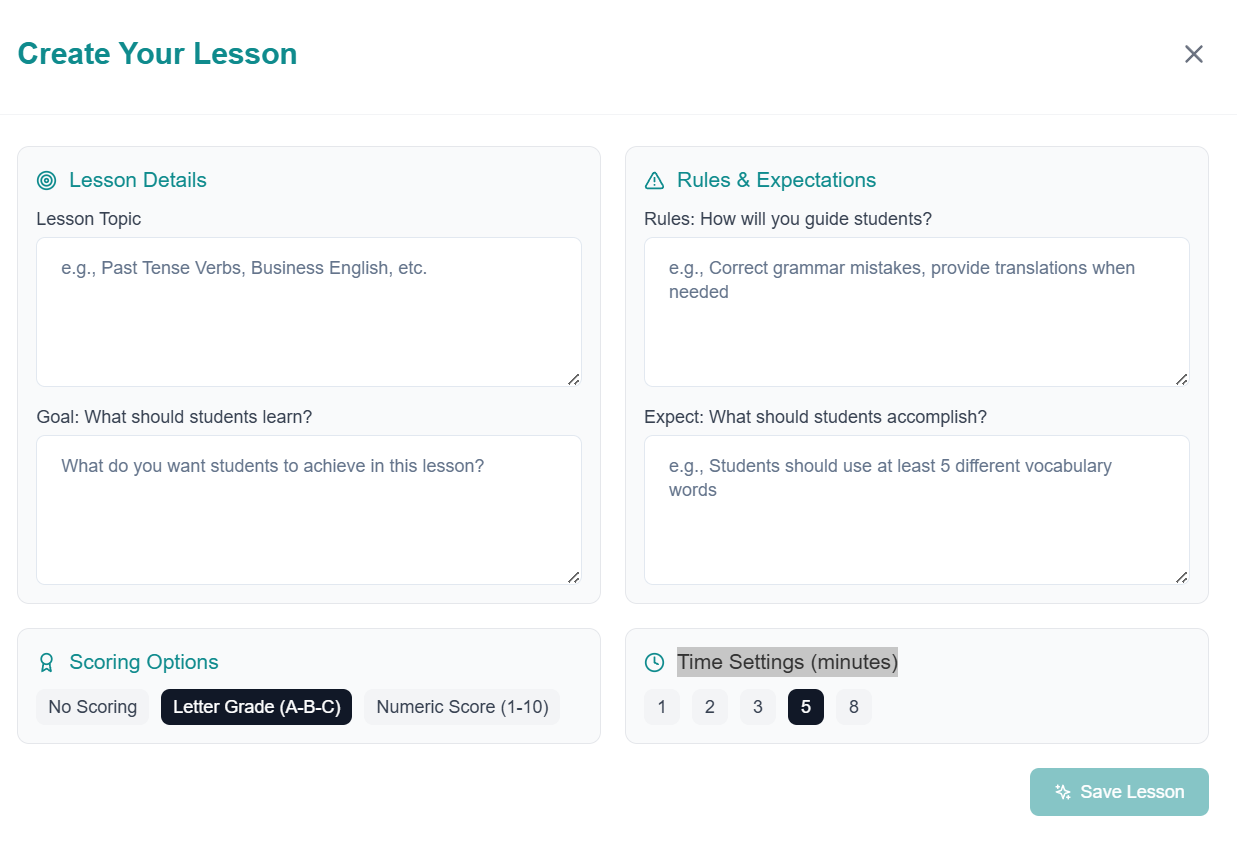 Create Your Lesson
Lesson Details
Lesson Topic
e.g., Past Tense Verbs, Business English, etc.
Goal: What should students learn?
What do you want students to achieve in this lesson?
Rules & Expectations
Rules: How will you guide students?
e.g., Correct grammar mistakes, provide translations when
needed
Expect: What should students accomplish?
e.g., Students should use at least 5 different vocabulary
words
Scoring Options
No Scoring Letter Grade (A-B-C) Numeric Score (1-10)
Time Settings (minutes)
1 2 3 5 8
Save Lesson